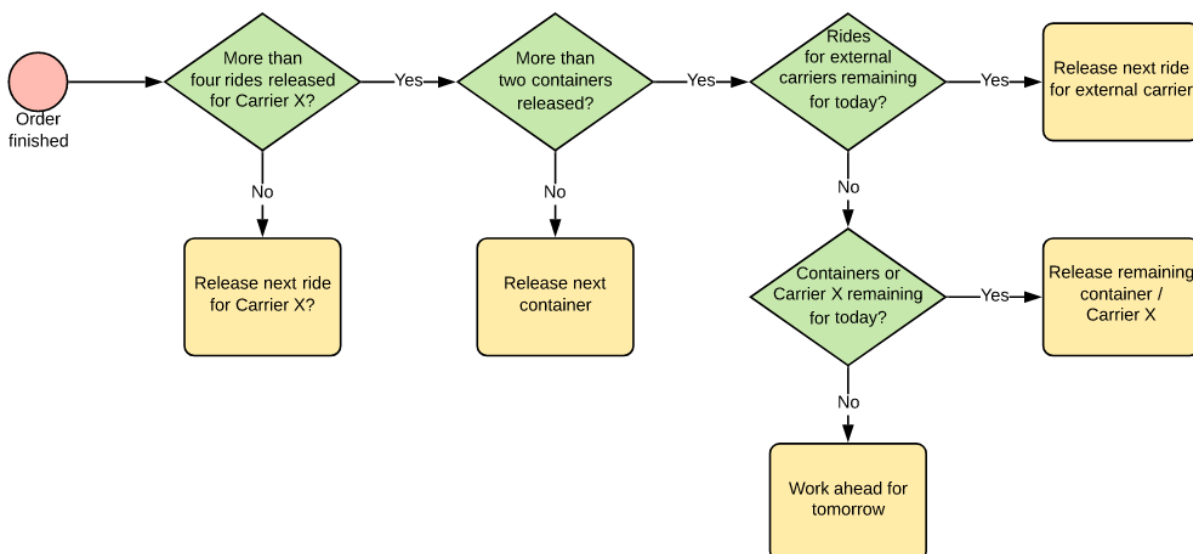 More than
four rides released
for Carrier X?
Yes
More than
two containers
released?
Yes
Rides
for external
carriers remaining
for today?
Yes
Release next ride
for external carrier
Order
finished
No
No
No
Release next ride
for Carrier X?
Release next
container
Containers or
Carrier X remaining
for today?
Yes
Release remaining
container /
Carrier X
No
Work ahead for
tomorrow